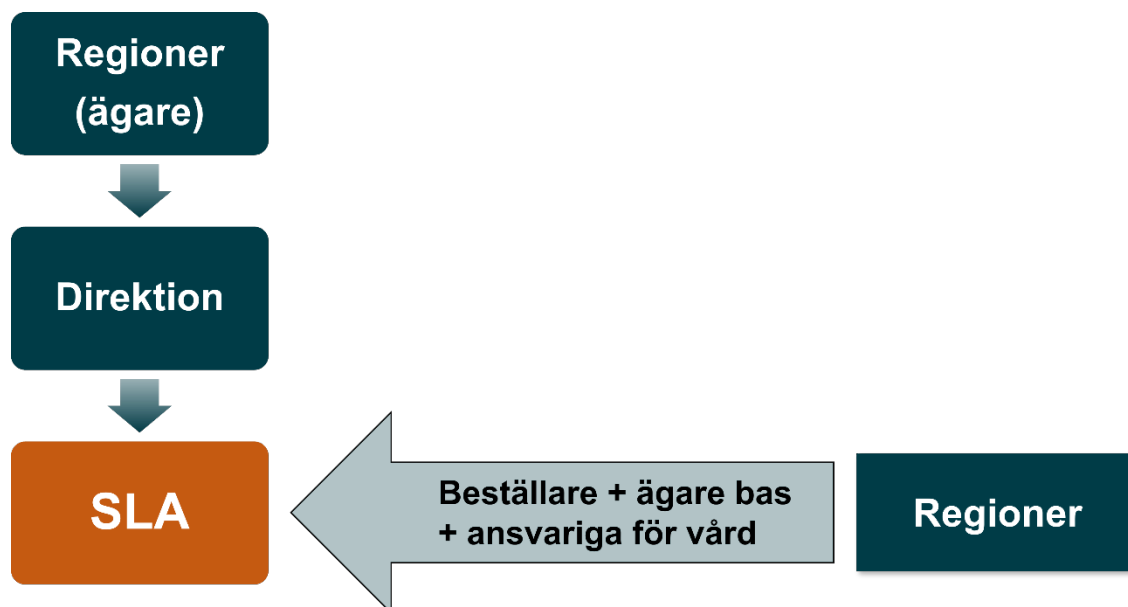 Regioner
(ägare)
Direktion
SLA
Beställare + ägare bas
+ ansvariga för vård
Regioner